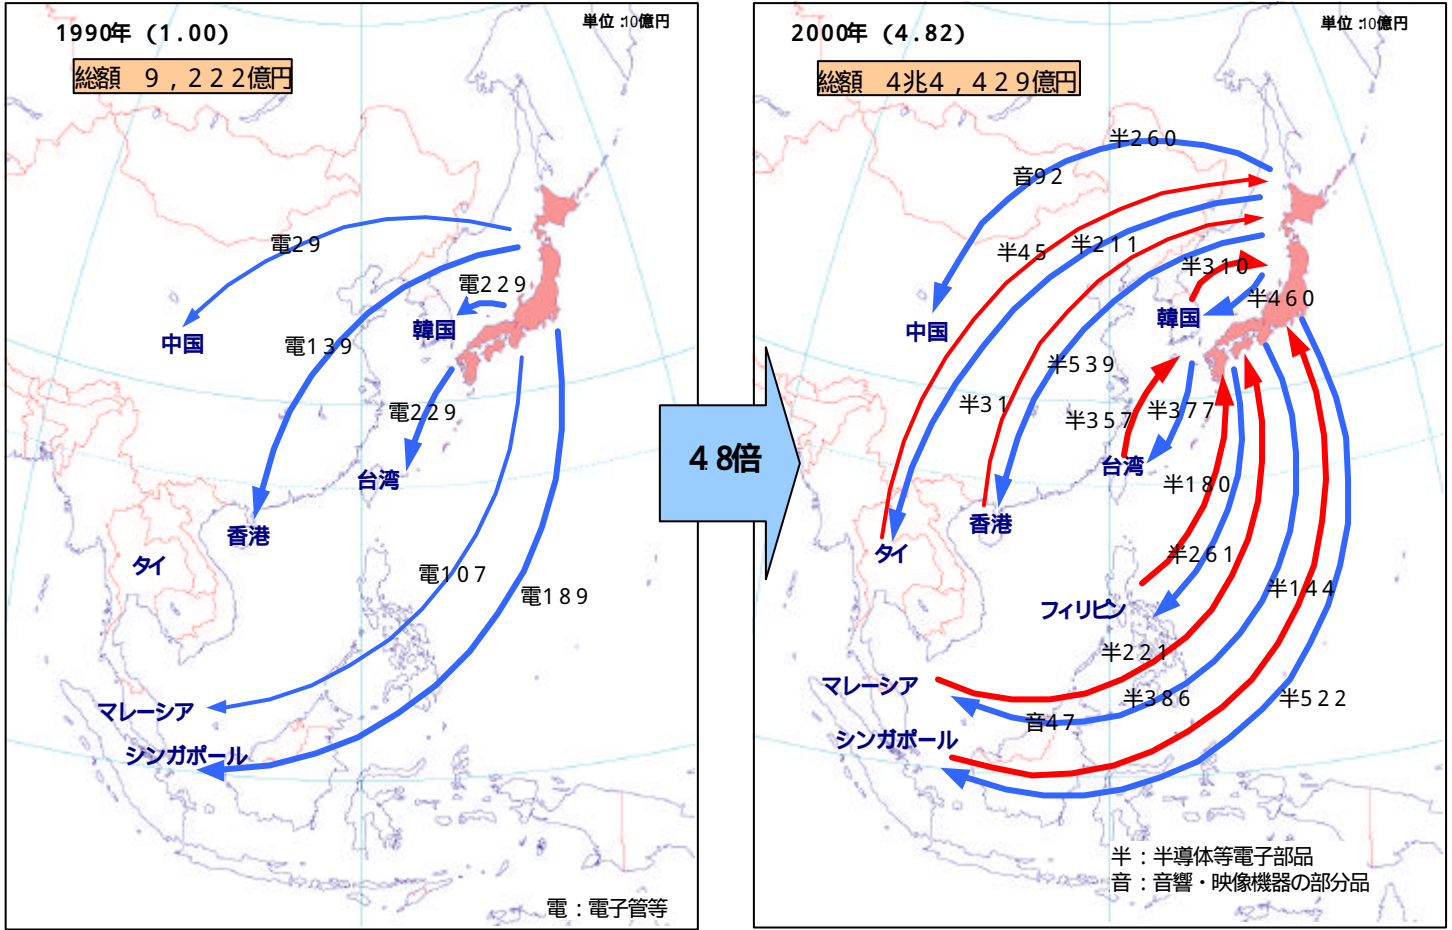 1990年 (1.00)
単位:10億円
総額 9,222億円
電29
電229
中国
韓国
電139
電229
台湾
香港
タイ
電107
電189
マレーシア
シンガポール
電:電子管等
4.8倍
2000年 (4.82)
単位:10億円
総額 4兆4,429億円
半260
音92
半45
半211
半310
半460
中国
韓国
半539
半31
半357
半377
台湾
半180
香港
タイ
半261
半144
フィリピン
半221
マレーシア
半386
半522
音47
シンガポール
半:半導体等電子部品
音:音響・映像機器の部分品